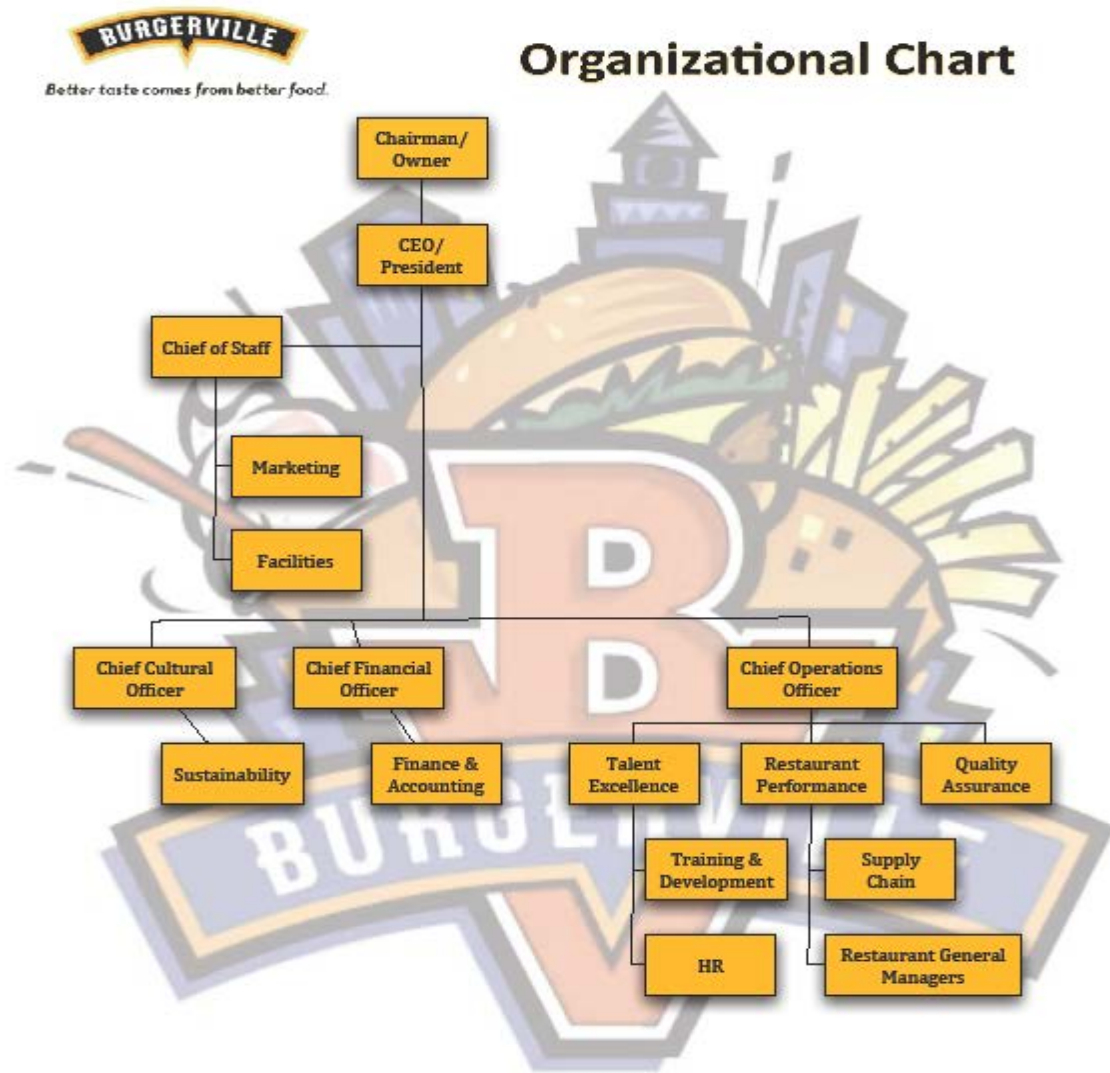 BURGERVILLE
Better taste comes from better food.
Organizational Chart
Chairman/
Owner
CEO/
President
Chief of Staff
Marketing
Facilities
Chief Cultural
Officer
Chief Financial
Officer
Chief Operations
Officer
Sustainability
Finance &
Accounting
Talent
Excellence
Restaurant
Performance
Quality
Assurance
Training &
Development
Supply
Chain
HR
Restaurant General
Managers
B
BURGERVILLE